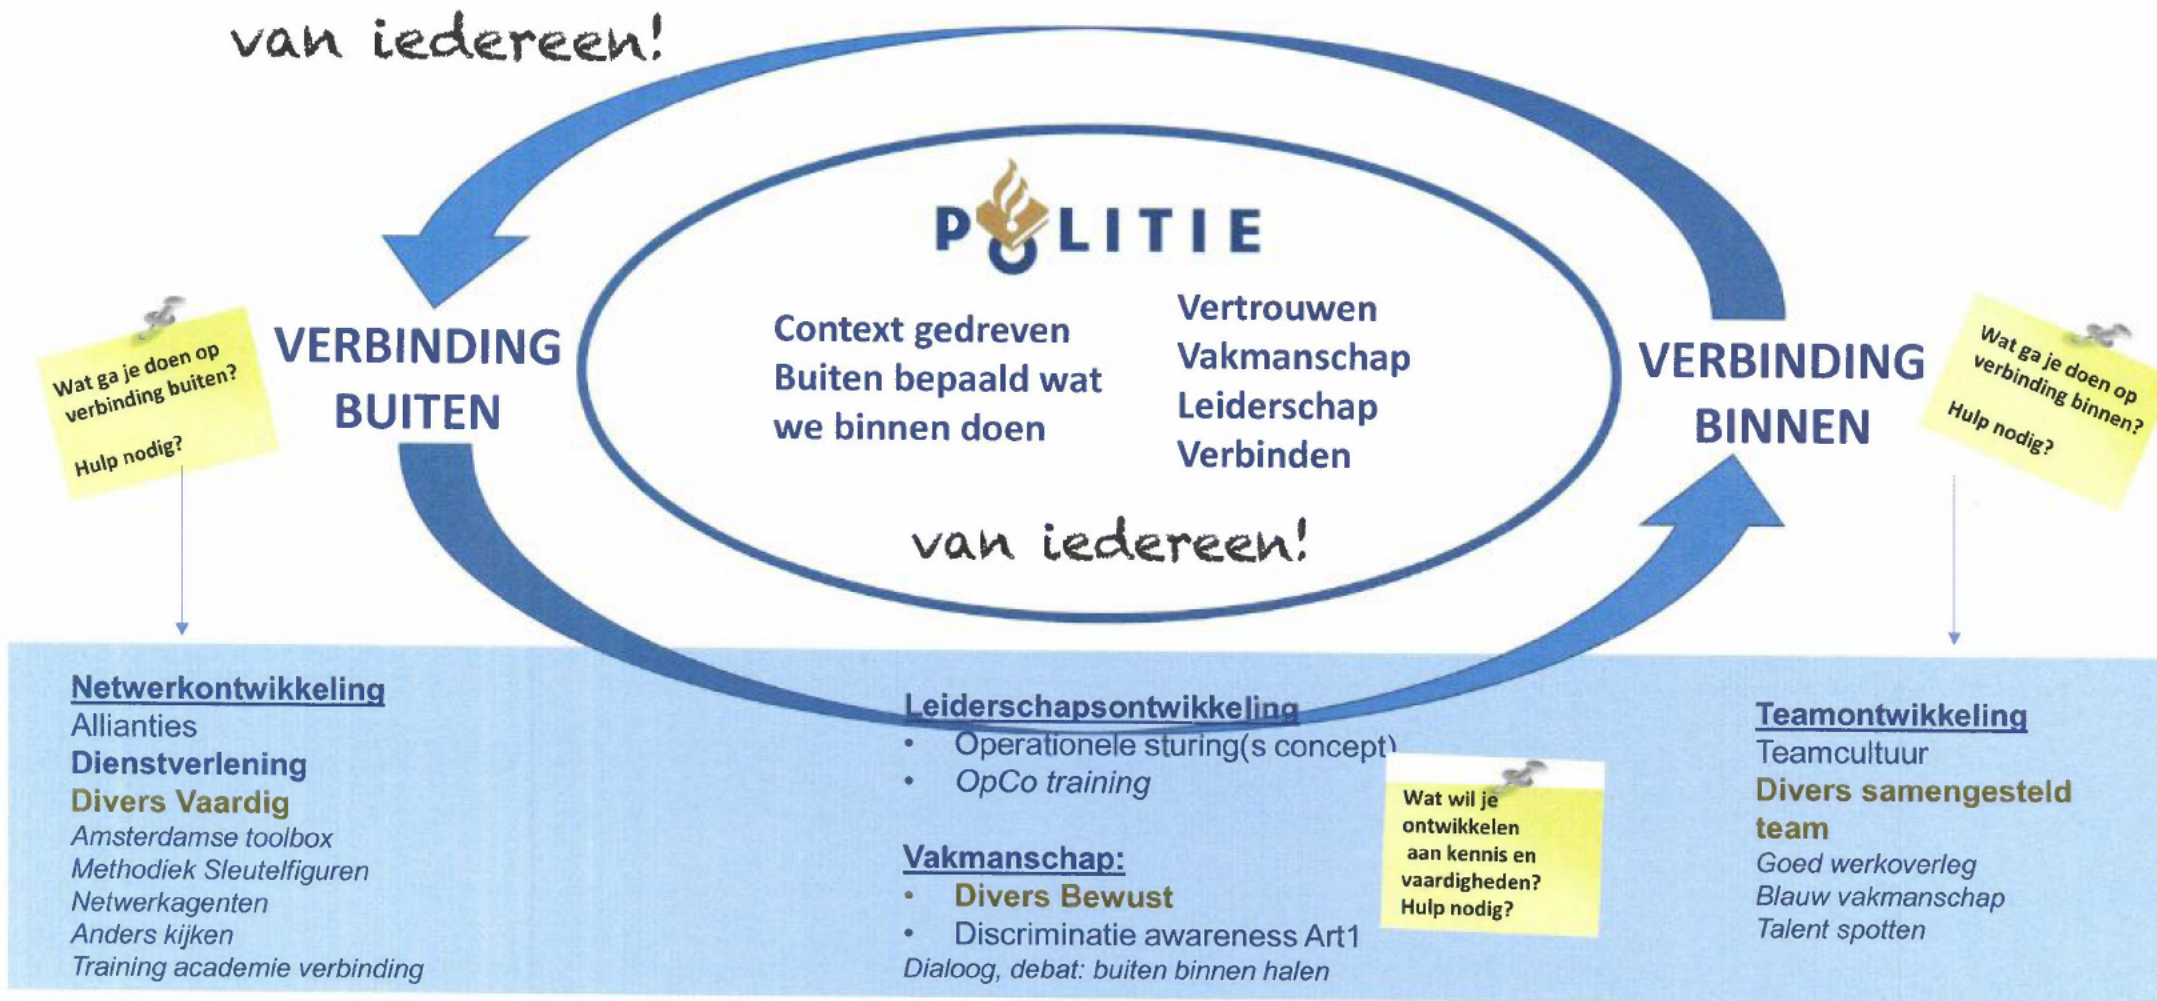 van iedereen!
POLITIE
Context gedreven
Buiten bepaald wat
we binnen doen
Vertrouwen
Vakmanschap
Leiderschap
Verbinden
van iedereen!
VERBINDING
BUITEN
VERBINDING
BINNEN
Wat ga je doen op
verbinding buiten?
Hulp nodig?
Wat ga je doen op
verbinding binnen?
Hulp nodig?
Netwerkontwikkeling
Allianties
Dienstverlening
Divers Vaardig
Amsterdamse toolbox
Methodiek Sleutelfiguren
Netwerkagenten
Anders kijken
Training academie verbinding
Leiderschapsontwikkeling
• Operationele sturing(s concept)
• OpCo training
Vakmanschap:
• Divers Bewust
• Discriminatie awareness Art1
Dialoog, debat: buiten binnen halen
Wat wil je
ontwikkelen
aan kennis en
vaardigheden?
Hulp nodig?
Teamontwikkeling
Teamcultuur
Divers samengesteld
team
Goed werkoverleg
Blauw vakmanschap
Talent spotten